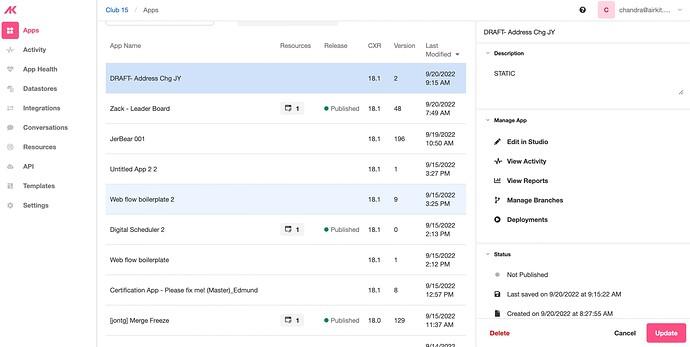 Club 15 / Apps
chandra@airkit....
C
Apps
Activity
App Health
Datastores
Integrations
Conversations
Resources
API
Templates
Settings
App Name Resources Release CXR Version Last Modified
DRAFT- Address Chg JY 18.1 2 9/20/2022 9:15 AM
Zack - Leader Board 1 Published 18.1 48 9/20/2022 7:49 AM
JerBear 001 18.1 196 9/19/2022 10:50 AM
Untitled App 2 2 18.1 1 9/15/2022 3:27 PM
Web flow boilerplate 2 18.1 9 9/15/2022 3:25 PM
Digital Scheduler 2 1 Published 18.1 0 9/15/2022 2:13 PM
Web flow boilerplate 18.1 1 9/15/2022 2:12 PM
Certification App - Please fix me! (Master)_Edmund 18.1 8 9/15/2022 12:57 PM
[jontg] Merge Freeze 1 Published 18.0 129 9/15/2022 11:37 AM
DRAFT- Address Chg JY
Description
STATIC
Manage App
Edit in Studio
View Activity
View Reports
Manage Branches
Deployments
Status
Not Published
Last saved on 9/20/2022 at 9:15:22 AM
Created on 9/20/2022 at 8:27:55 AM
Delete Cancel Update